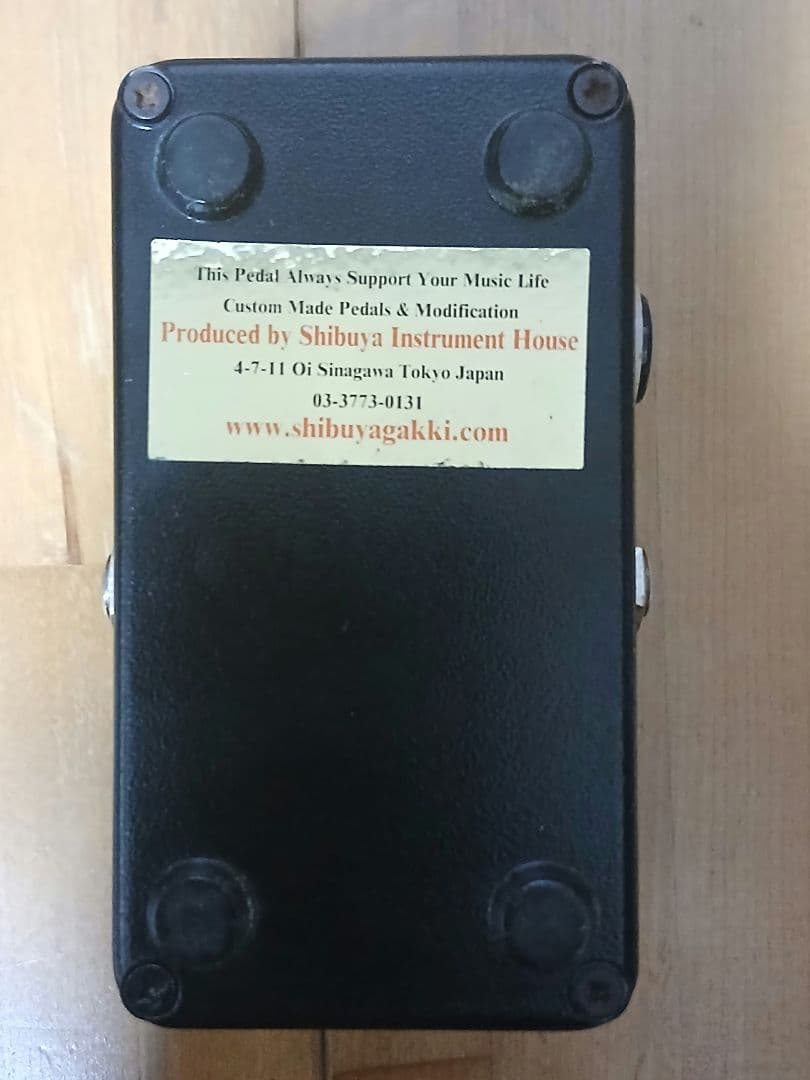 This Pedal Always Support Your Music Life
Custom Made Pedals & Modification
Produced by Shibuya Instrument House
4-7-11 Oi Sinagawa Tokyo Japan
03-3773-0131
www.shibuyagakki.com